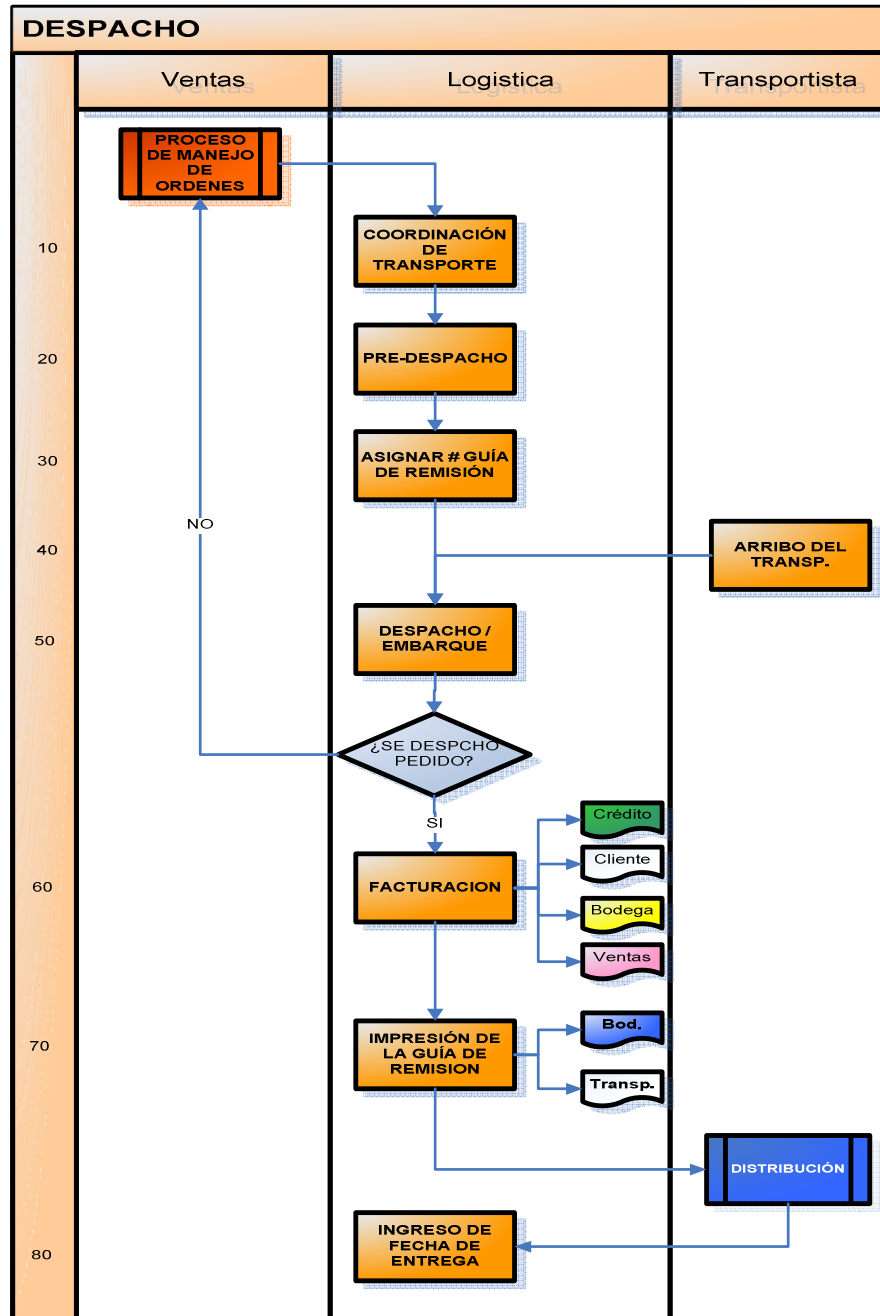 DESPACHO
Ventas
Logistica
Transportista
PROCESO
DE MANEJO
DE
ORDENES
10
COORDINACIÓN
DE
TRANSPORTE
20
PRE-DESPACHO
30
ASIGNAR # GUÍA
DE REMISIÓN
NO
40
ARRIBO DEL
TRANSP.
50
DESPACHO /
EMBARQUE
¿SE DESPCHO
PEDIDO?
SI
Crédito
Cliente
60
FACTURACION
Bodega
Ventas
70
IMPRESIÓN DE
LA GUÍA DE
REMISION
Bod.
Transp.
DISTRIBUCIÓN
80
INGRESO DE
FECHA DE
ENTREGA